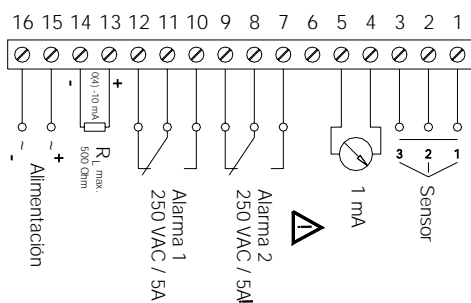 16 15 14 13 12 11 10 9 8 7 6 5 4 3 2 1
- +
0(4) -10 mA
~ ~
- +
Alimentación
RL max.
500 Ohm
Alarma 1
250 VAC / 5A
Alarma 2
250 VAC / 5A
!
!
1 mA
3 2 1
Sensor